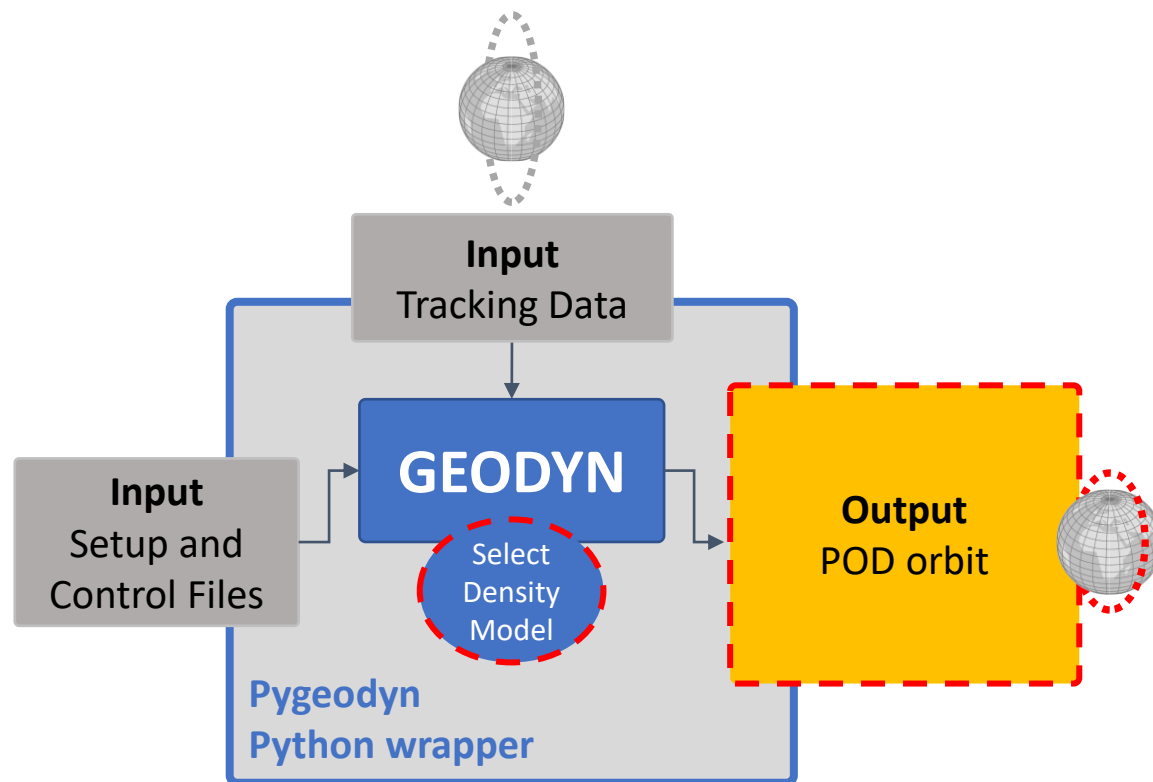 Input
Tracking Data
GEODYN
Input
Setup and
Control Files
Select
Density
Model
Output
POD orbit
Pygeodyn
Python wrapper